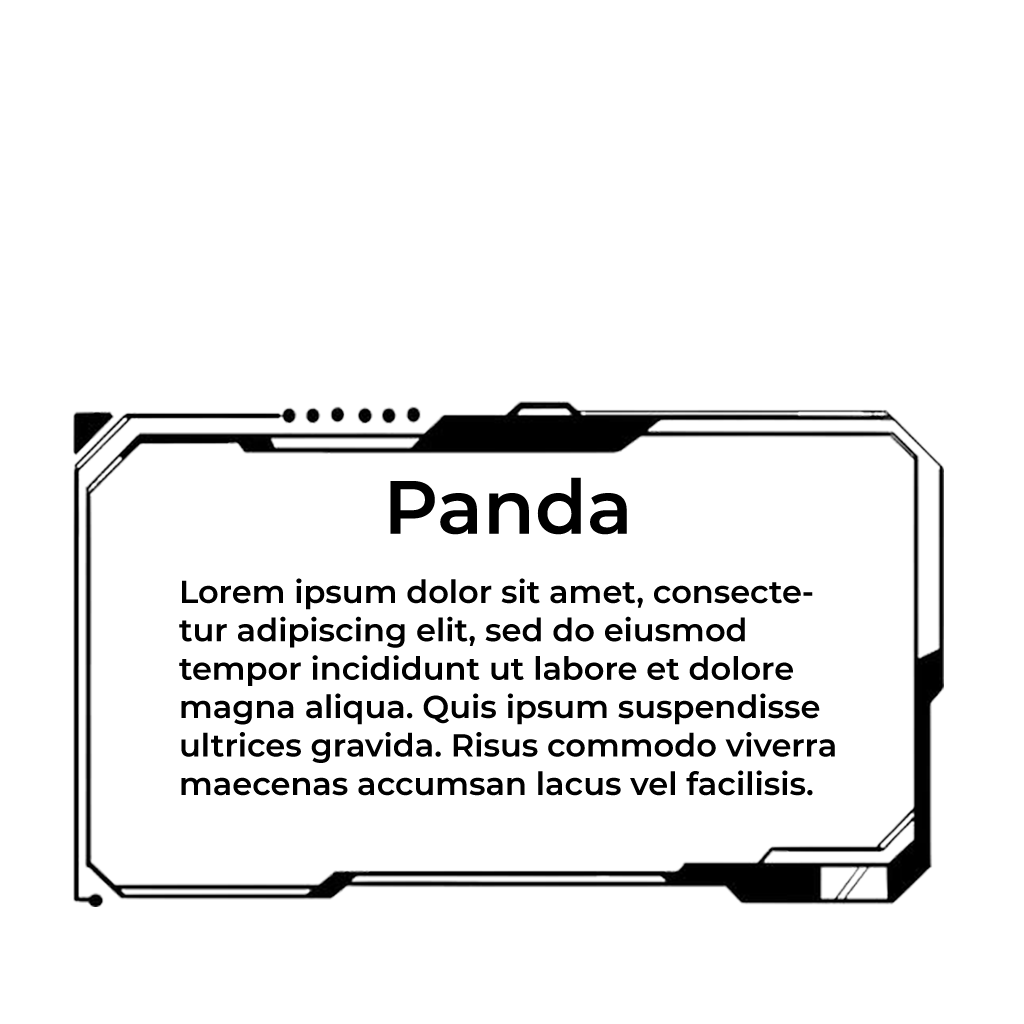 Panda
Lorem ipsum dolor sit amet, consecte-
tur adipiscing elit, sed do eiusmod
tempor incididunt ut labore et dolore
magna aliqua. Quis ipsum suspendisse
ultrices gravida. Risus commodo viverra
maecenas accumsan lacus vel facilisis.